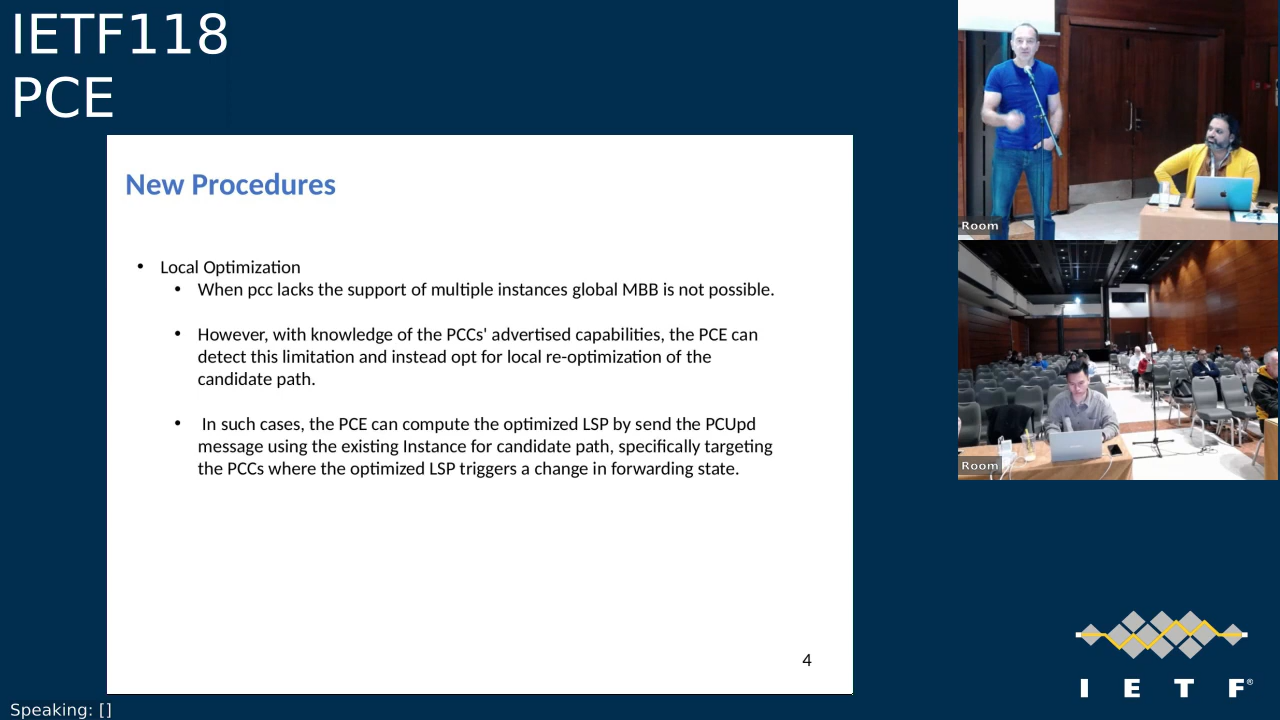 IETF118
PCE
New Procedures
• Local Optimization
• When pcc lacks the support of multiple instances global MBB is not possible.
• However, with knowledge of the PCCs' advertised capabilities, the PCE can
detect this limitation and instead opt for local re-optimization of the
candidate path.
• In such cases, the PCE can compute the optimized LSP by send the PCUpd
message using the existing Instance for candidate path, specifically targeting
the PCCs where the optimized LSP triggers a change in forwarding state.
4
Room
Room
I E T F®
Speaking: []